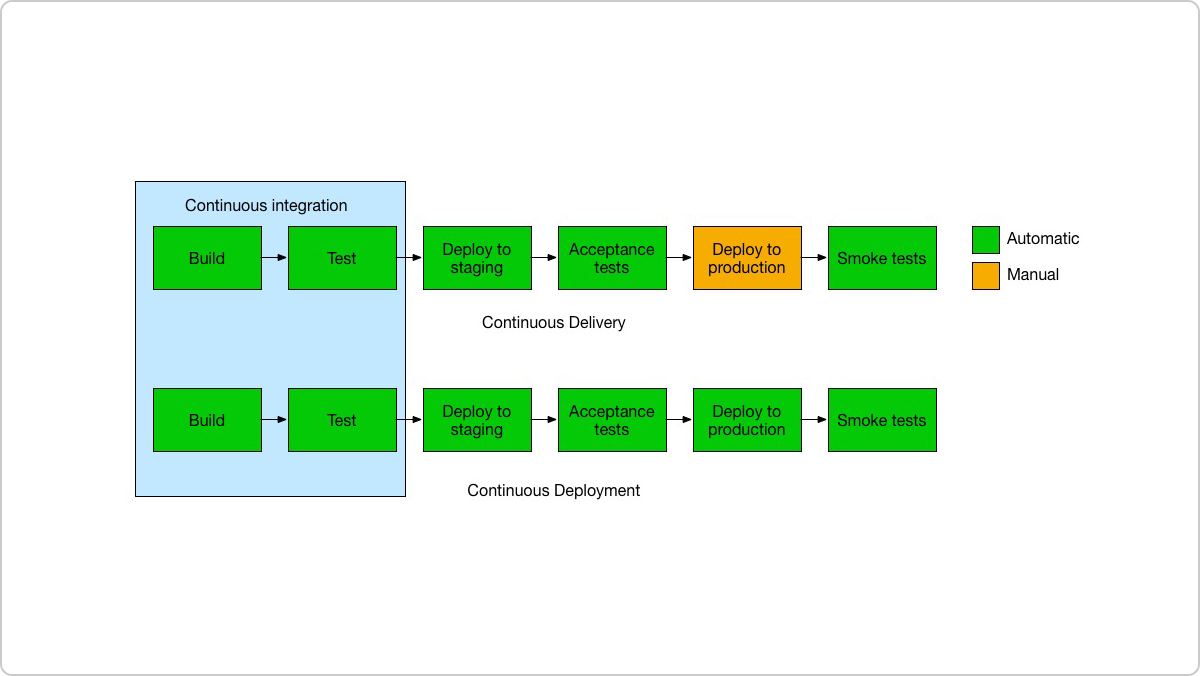 Continuous integration
Build
Test
Deploy to
staging
Acceptance
tests
Deploy to
production
Smoke tests
Automatic
Manual
Continuous Delivery
Build
Test
Deploy to
staging
Acceptance
tests
Deploy to
production
Smoke tests
Continuous Deployment